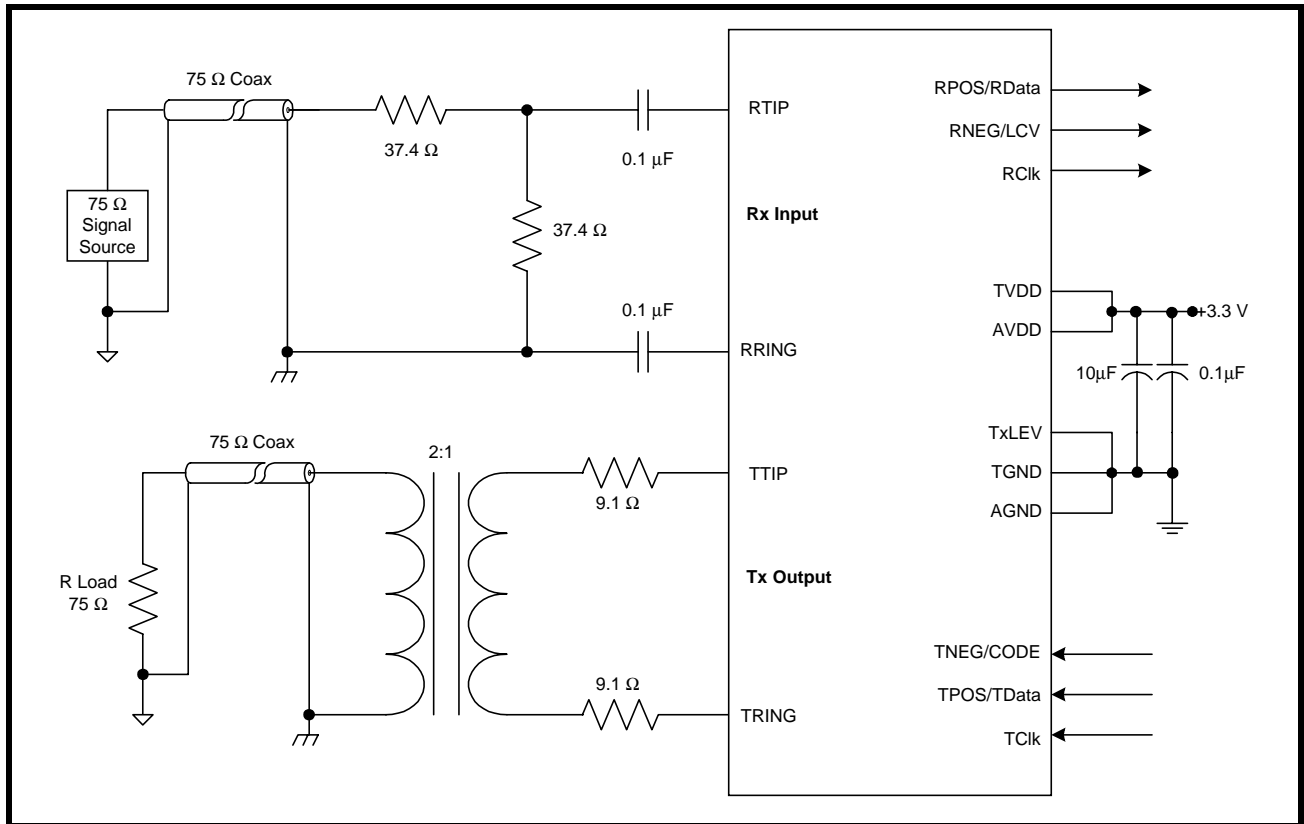 75 Ω Coax
37.4 Ω
0.1 μF
RTIP
RPOS/RData
RNEG/LCV
RClk
75 Ω
Signal
Source
37.4 Ω
Rx Input
0.1 μF
RRING
TVDD
AVDD
+3.3 V
10μF
0.1μF
75 Ω Coax
2:1
9.1 Ω
TTIP
TxLEV
TGND
AGND
R Load
75 Ω
Tx Output
9.1 Ω
TRING
TNEG/CODE
TPOS/TData
TClk